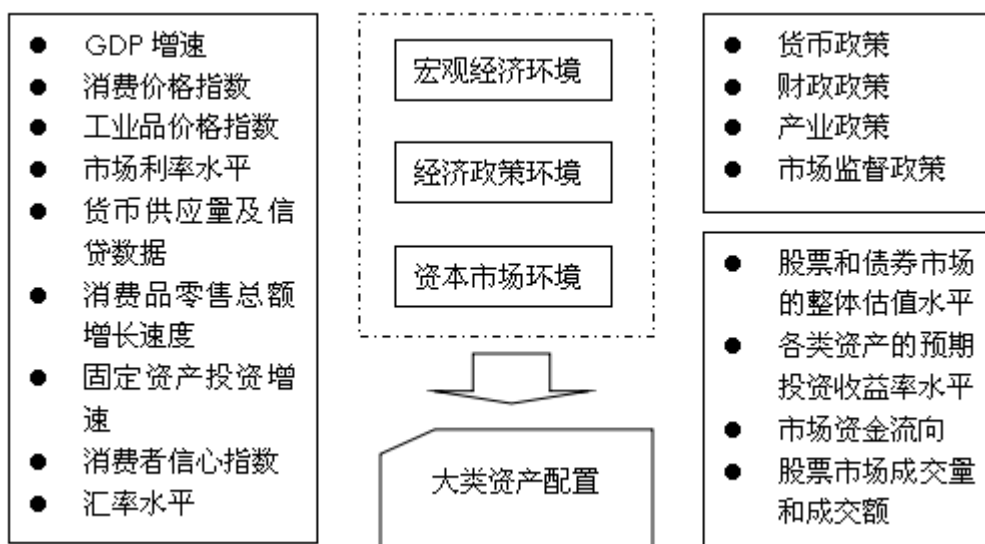 ● GDP 增速
● 消费价格指数
● 工业品价格指数
● 市场利率水平
● 货币供应量及信
贷数据
● 消费品零售总额
增长速度
● 固定资产投资增
速
● 消费者信心指数
● 汇率水平
宏观经济环境
经济政策环境
资本市场环境
大类资产配置
● 货币政策
● 财政政策
● 产业政策
● 市场监督政策
● 股票和债券市场
的整体估值水平
● 各类资产的预期
投资收益率水平
● 市场资金流向
● 股票市场成交量
和成交额